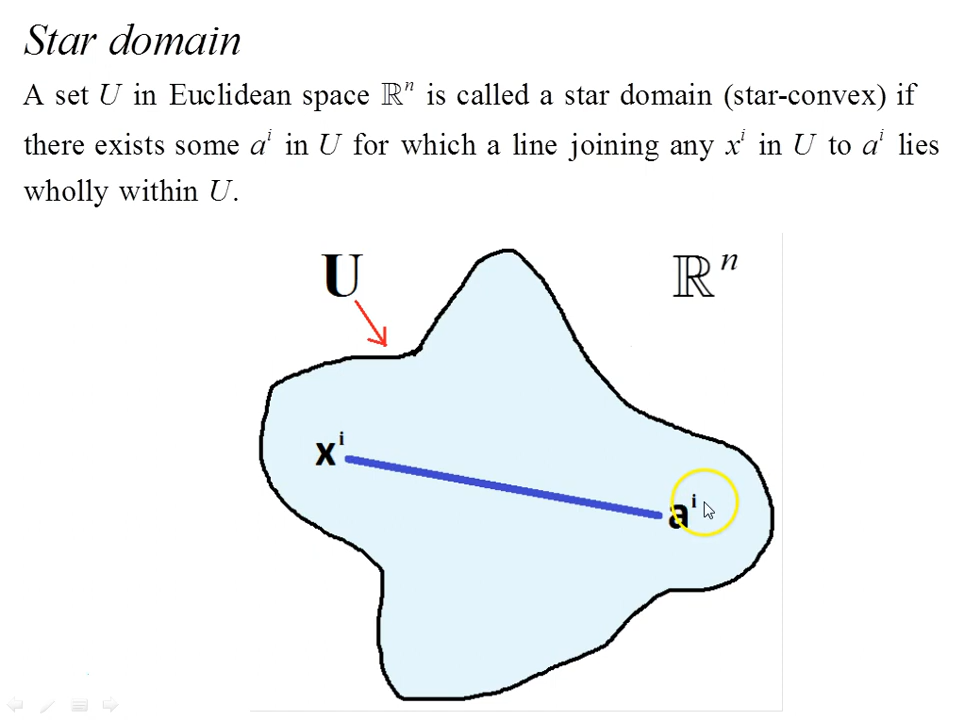 Star domain
A set U in Euclidean space ℝⁿ is called a star domain (star-convex) if
there exists some aⁱ in U for which a line joining any xⁱ in U to aⁱ lies
wholly within U.
U
ℝⁿ
xⁱ
aⁱ